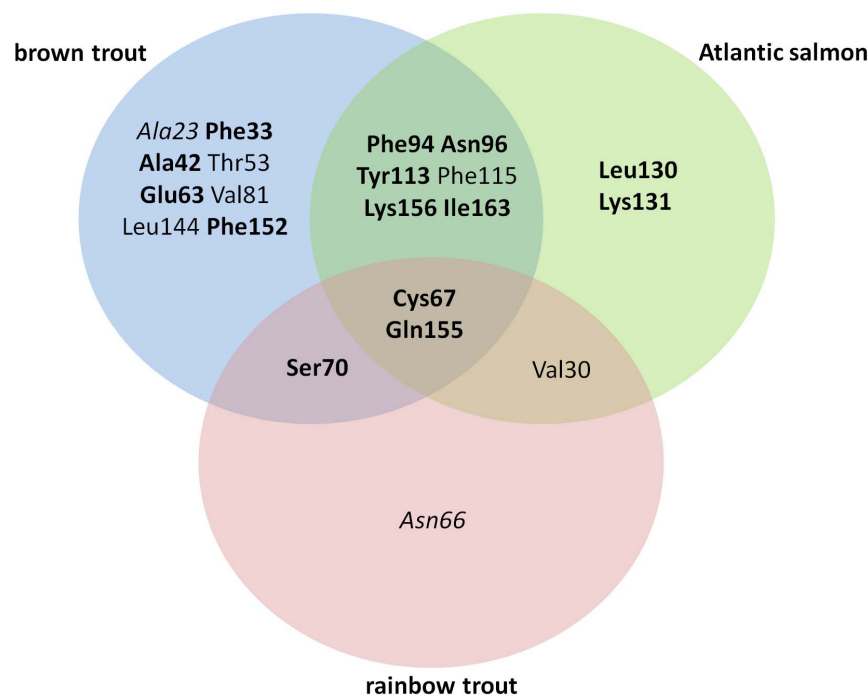 brown trout
Atlantic salmon
Ala23 Phe33
Ala42 Thr53
Glu63 Val81
Leu144 Phe152
Phe94 Asn96
Tyr113 Phe115
Lys156 Ile163
Leu130
Lys131
Cys67
Gln155
Ser70
Val30
Asn66
rainbow trout